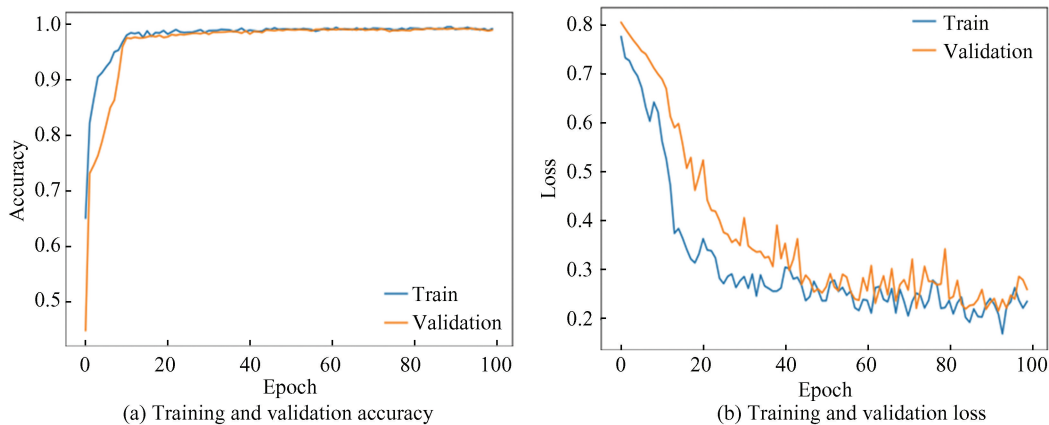 1.0
0.9
0.8
0.7
0.6
0.5
Accuracy
Train
Validation
0 20 40 60 80 100
Epoch
(a) Training and validation accuracy
0.8
0.7
0.6
0.5
0.4
0.3
0.2
Loss
Train
Validation
0 20 40 60 80 100
Epoch
(b) Training and validation loss